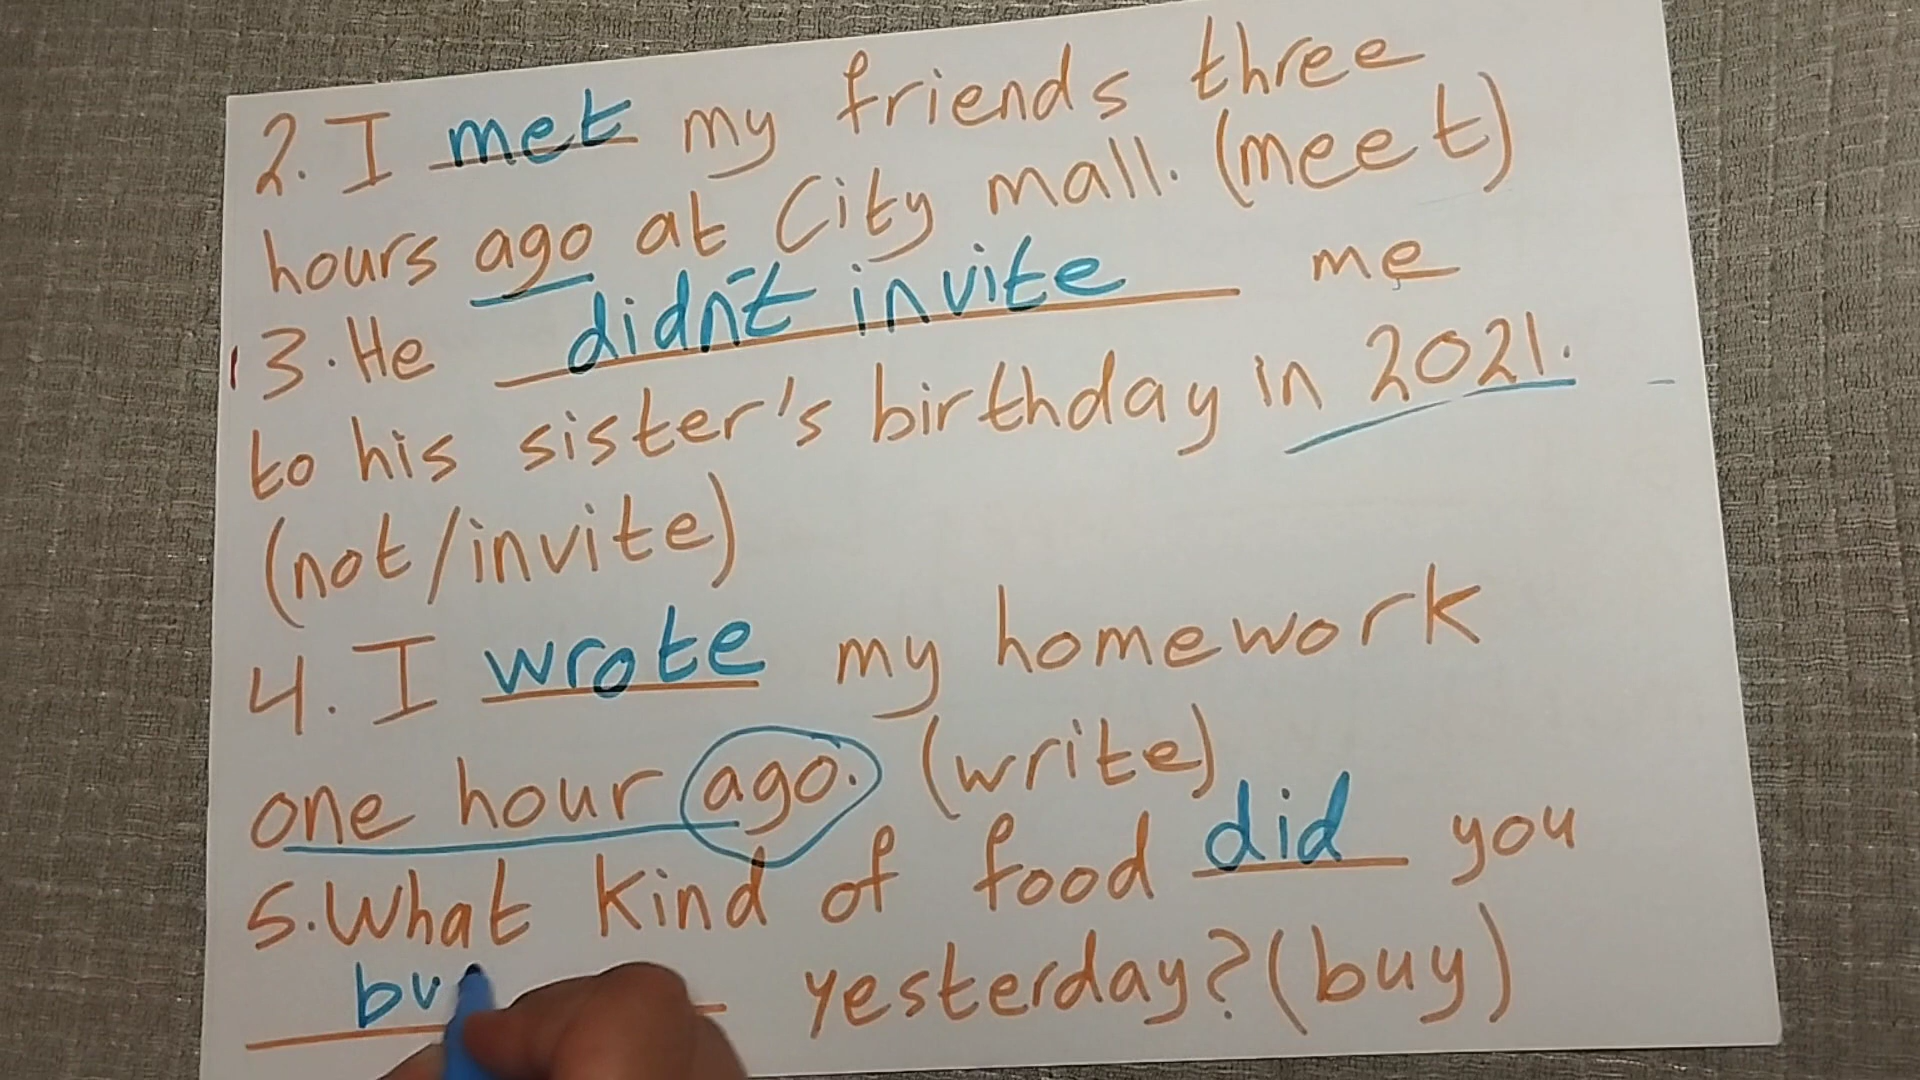 2. I met my friends three
hours ago at City mall. (meet)
3. He didn't invite me
to his sister's birthday in 2021.
(not/invite)
4. I wrote my homework
one hour ago. (write)
5. What kind of food did you
bu yesterday? (buy)